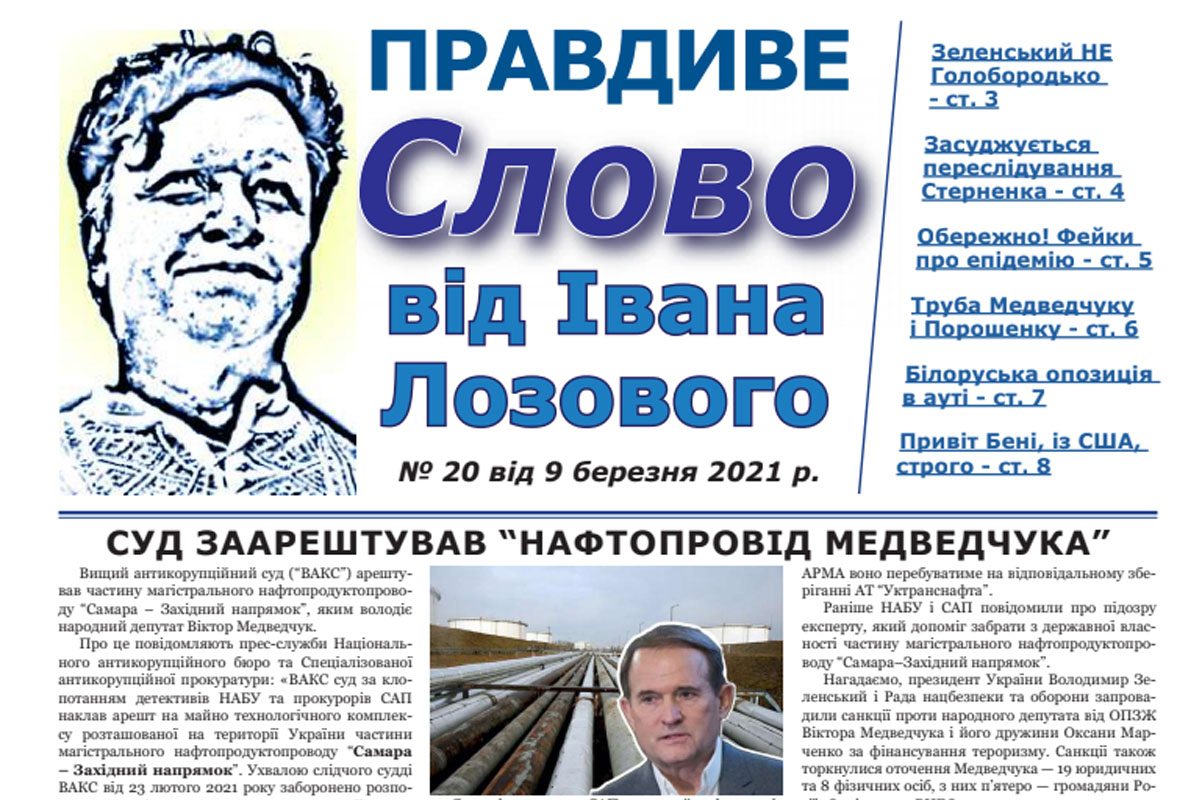 ПРАВДИВЕ
Слово
від Івана
Лозового
№ 20 від 9 березня 2021 р.
Зеленський НЕ
Голобородько
- ст. 3
Засуджується
переслідування
Стерненка - ст. 4
Обережно! Фейки
про епідемію - ст. 5
Труба Медведчуку
і Порошенку - ст. 6
Білоруська опозиція
в ауті - ст. 7
Привіт Бені, із США,
строго - ст. 8
СУД ЗААРЕШТУВАВ “НАФТОПРОВІД МЕДВЕДЧУКА”
Вищий антикорупційний суд (“ВАКС”) арешту-
вав частину магістрального нафтопродуктопрово-
ду “Самара – Західний напрямок”, яким володіє
народний депутат Віктор Медведчук.
Про це повідомляють прес-служби Національ-
ного антикорупційного бюро та Спеціалізованої
антикорупційної прокуратури: «ВАКС суд за кло-
потанням детективів НАБУ та прокурорів САП
наклав арешт на майно технологічного комплек-
су розташованої на території України частини
магістрального нафтопродуктопроводу “Самара
– Західний напрямок”. Ухвалою слідчого судді
ВАКС від 23 лютого 2021 року заборонено розпо-
АРМА воно перебуватиме на відповідальному збе-
ріганні АТ “Укртранснафта”.
Раніше НАБУ і САП повідомили про підозру
експерту, який допоміг забрати з державної влас-
ності частину магістрального нафтопродуктопро-
воду “Самара–Західний напрямок”.
Нагадаємо, президент України Володимир Зе-
ленський і Рада нацбезпеки та оборони запрова-
дили санкції проти народного депутата від ОПЗЖ
Віктора Медведчука і його дружини Оксани Мар-
ченко за фінансування тероризму. Санкції також
торкнулися оточення Медведчука — 19 юридичних
та 8 фізичних осіб, з них п’ятеро — громадяни Ро-